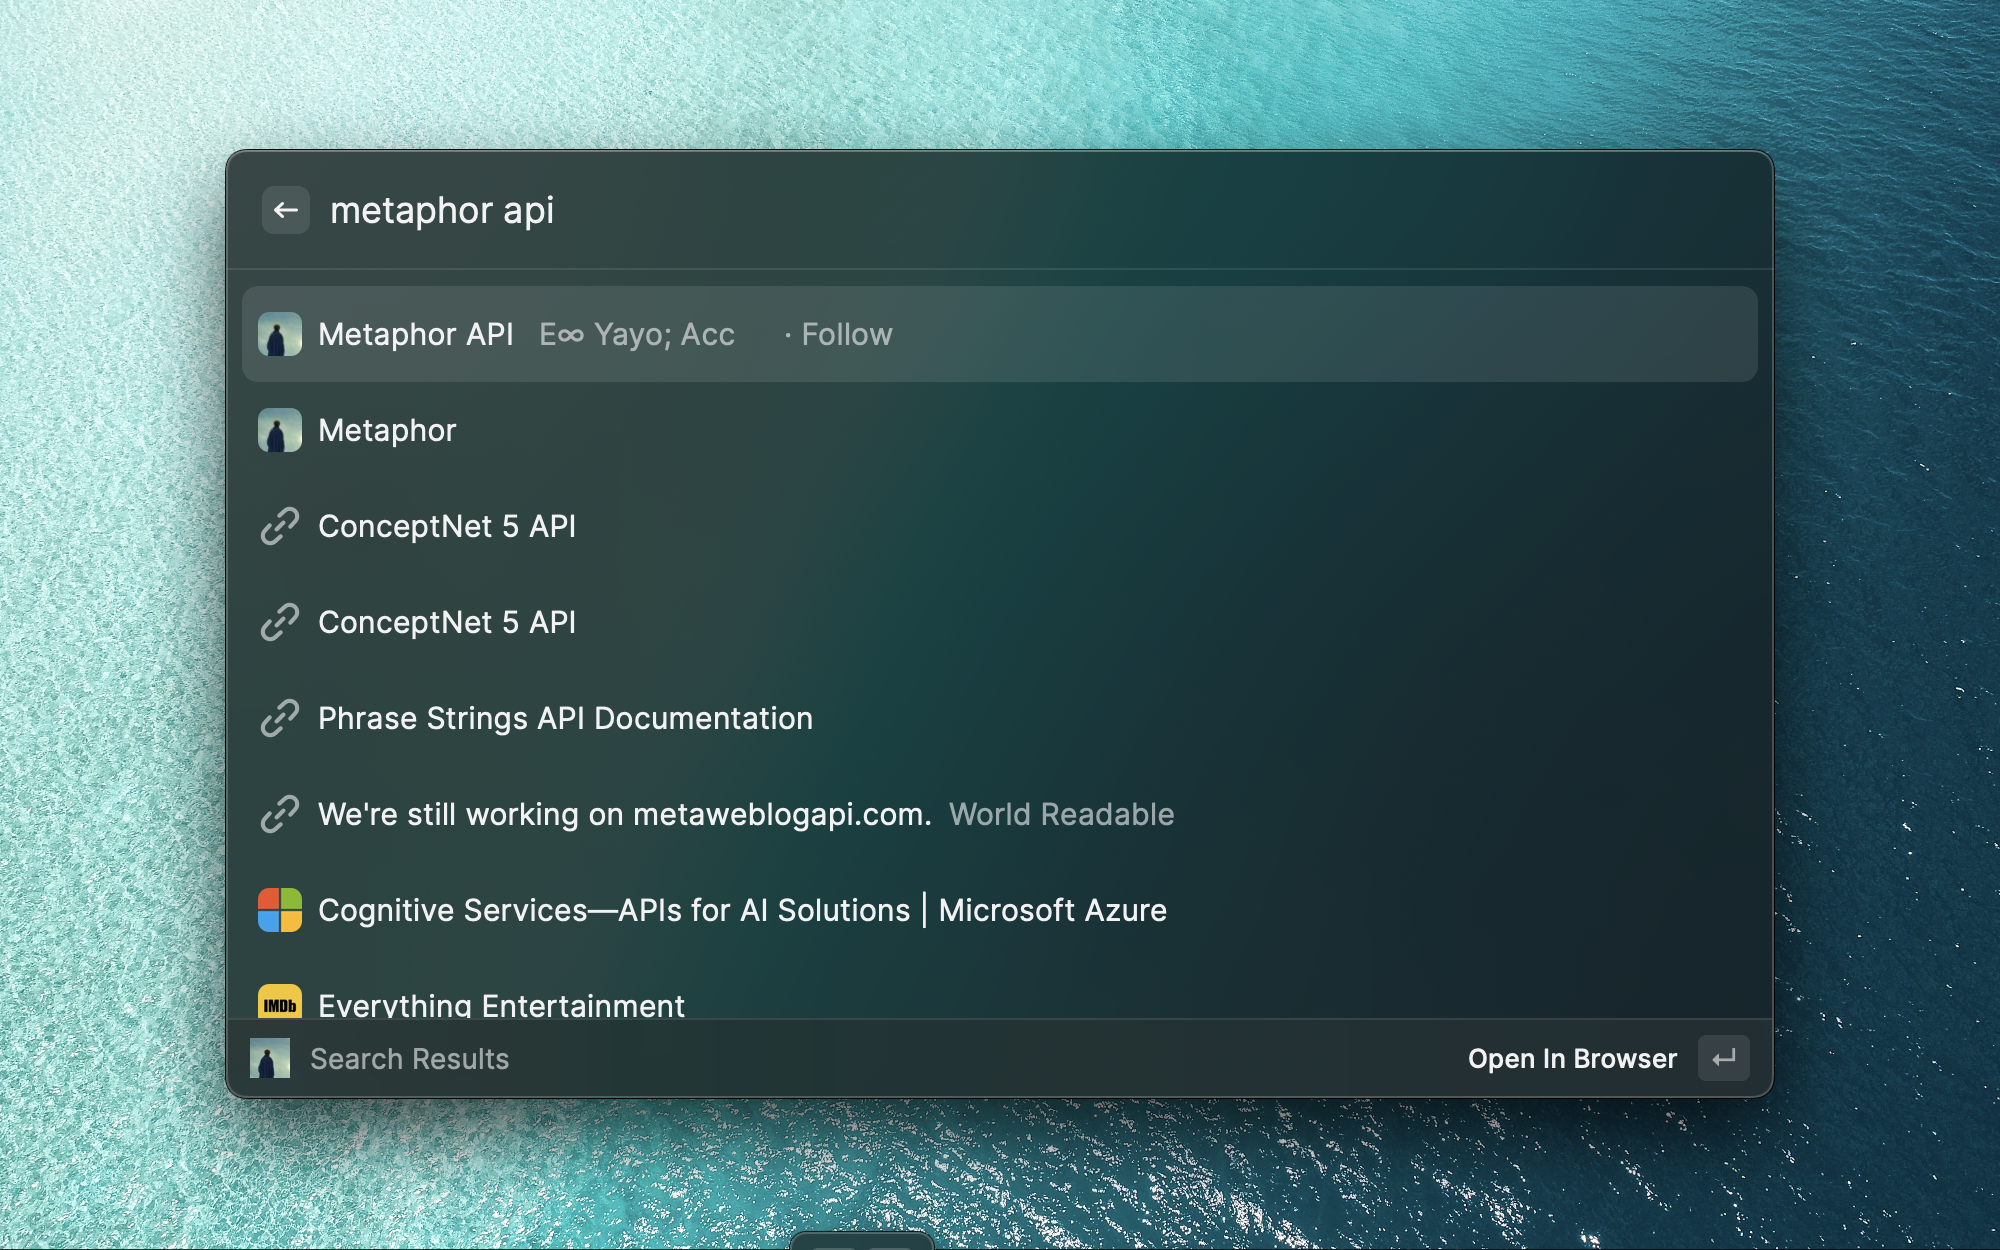 metaphor api
Metaphor API E∞ Yayo; Acc · Follow
Metaphor
ConceptNet 5 API
ConceptNet 5 API
Phrase Strings API Documentation
We're still working on metaweblogapi.com. World Readable
Cognitive Services—APIs for AI Solutions | Microsoft Azure
IMDb Everything Entertainment
Search Results Open In Browser